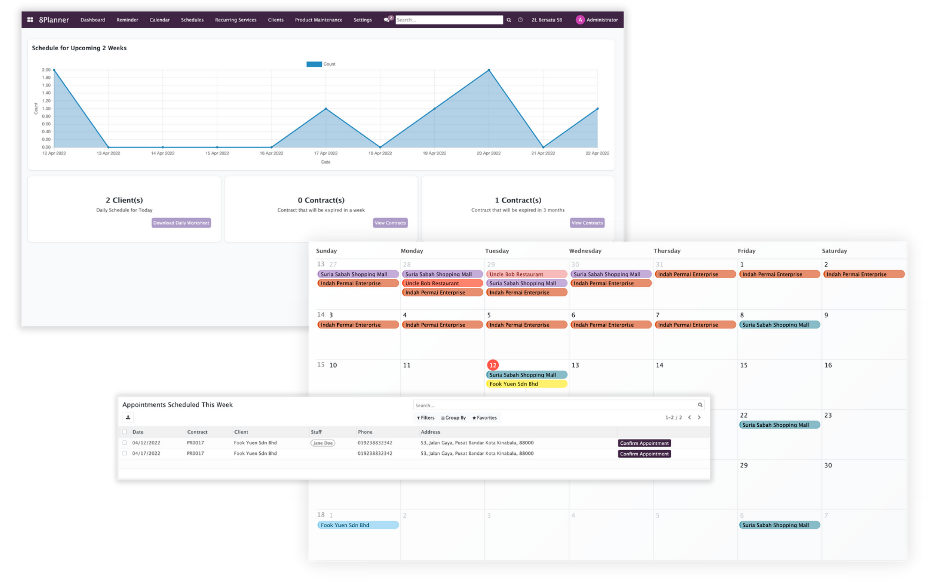 8Planner Dashboard Reminder Calendar Schedules Recurring Services Clients Product Maintenance Settings Search... 2L Bersatu 58 A Administrator
Schedule for Upcoming 2 Weeks
Count
2.00
1.80
1.60
1.40
1.20
1.00
0.80
0.60
0.40
0.20
0.00
Count
12 Apr 2022 13 Apr 2022 14 Apr 2022 15 Apr 2022 16 Apr 2022 17 Apr 2022 18 Apr 2022 19 Apr 2022 20 Apr 2022 21 Apr 2022 22 Apr 2022
Date
2 Client(s) 0 Contract(s) 1 Contract(s)
Daily Schedule for Today Contract that will be expired in a week Contract that will be expired in 3 months
Download Daily Worksheet View Contracts View Contracts
Sunday Monday Tuesday Wednesday Thursday Friday Saturday
13 27 28 29 30 31 1 2
Suria Sabah Shopping Mall Suria Sabah Shopping Mall Uncle Bob Restaurant Suria Sabah Shopping Mall Indah Permai Enterprise Indah Permai Enterprise Indah Permai Enterprise
Indah Permai Enterprise Uncle Bob Restaurant Suria Sabah Shopping Mall Indah Permai Enterprise
Indah Permai Enterprise Indah Permai Enterprise
14 3 4 5 6 7 8 9
Indah Permai Enterprise Indah Permai Enterprise Indah Permai Enterprise Indah Permai Enterprise Indah Permai Enterprise Suria Sabah Shopping Mall
15 10 11 12 13 14 15 16
Suria Sabah Shopping Mall
Fook Yuen Sdn Bhd
Appointments Scheduled This Week Search...
Filters Group By Favorites 1-2 / 2
Date Contract Client Staff Phone Address
04/12/2022 PR0017 Fook Yuen Sdn Bhd Jane Doe 019238832342 53, Jalan Gaya, Pusat Bandar Kota Kinabalu, 88000 Confirm Appointment
04/17/2022 PR0017 Fook Yuen Sdn Bhd 019238832342 53, Jalan Gaya, Pusat Bandar Kota Kinabalu, 88000 Confirm Appointment
22 23
Suria Sabah Shopping Mall
29 30
18 1 2 3 4 5 6 7
Fook Yuen Sdn Bhd Suria Sabah Shopping Mall